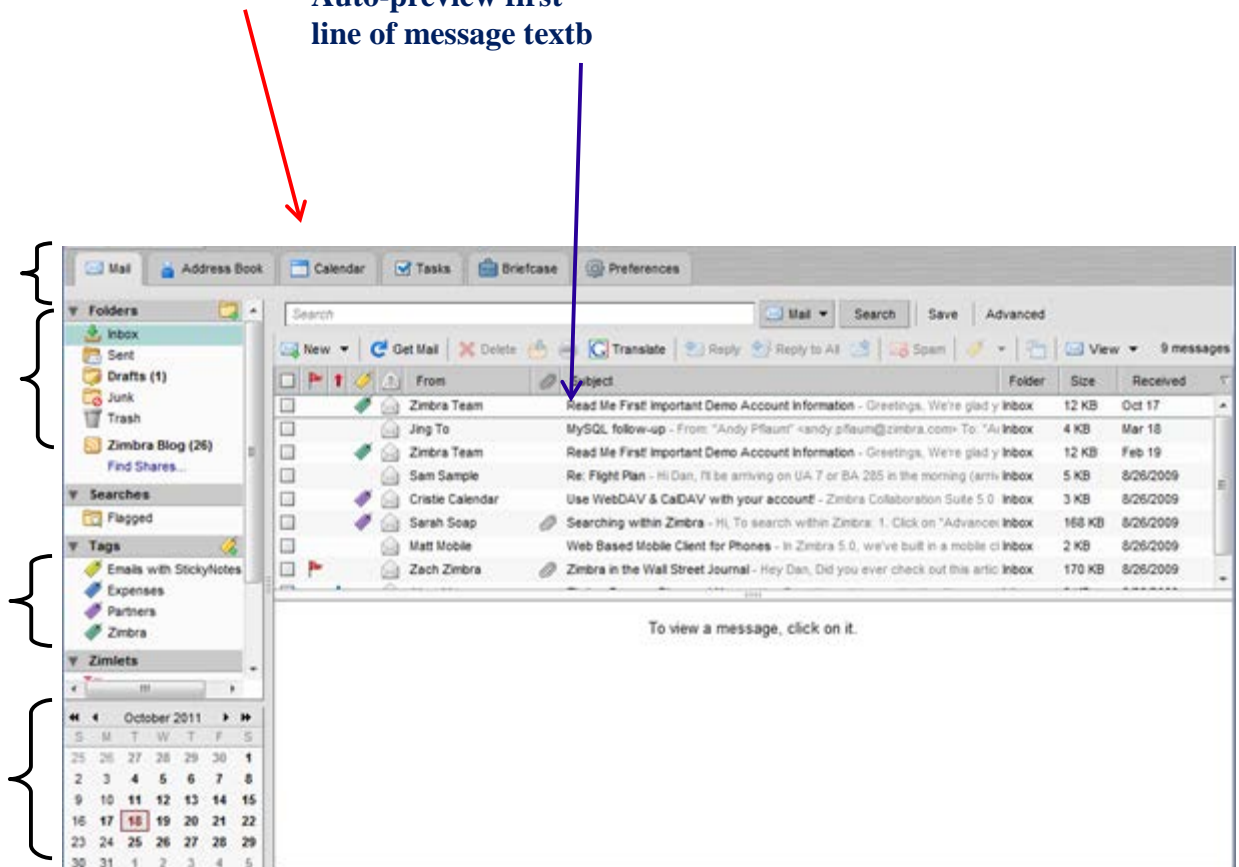 Auto-preview first
line of message textb
Mail Address Book Calendar Tasks Briefcase Preferences
Folders
Inbox
Sent
Drafts (1)
Junk
Trash
Zimbra Blog (26)
Find Shares...
Searches
Flagged
Tags
Emails with StickyNotes
Expenses
Partners
Zimbra
Zimlets
October 2011
S M T W T F S
25 26 27 28 29 30 1
2 3 4 5 6 7 8
9 10 11 12 13 14 15
16 17 18 19 20 21 22
23 24 25 26 27 28 29
30 31 1 2 3 4 5
Search Mail Search Save Advanced
New Get Mail Delete Translate Reply Reply to All Spam View 9 messages
From Subject Folder Size Received
Zimbra Team Read Me First! Important Demo Account Information - Greetings, We're glad y Inbox 12 KB Oct 17
Jing To MySQL follow-up - From: "Andy Pflaum" <andy.pflaum@zimbra.com> To: Inbox 4 KB Mar 18
Zimbra Team Read Me First! Important Demo Account Information - Greetings, We're glad y Inbox 12 KB Feb 19
Sam Sample Re: Flight Plan - Hi Dan, I'll be arriving on UA 7 or BA 285 in the morning (arriv Inbox 5 KB 8/26/2009
Cristie Calendar Use WebDAV & CalDAV with your account! - Zimbra Collaboration Suite 5.0 Inbox 3 KB 8/26/2009
Sarah Soap Searching within Zimbra - Hi, To search within Zimbra: 1. Click on "Advanced Inbox 168 KB 8/26/2009
Matt Mobile Web Based Mobile Client for Phones - In Zimbra 5.0, we've built in a mobile cl Inbox 2 KB 8/26/2009
Zach Zimbra Zimbra in the Wall Street Journal - Hey Dan, Did you ever check out this artic Inbox 170 KB 8/26/2009
To view a message, click on it.